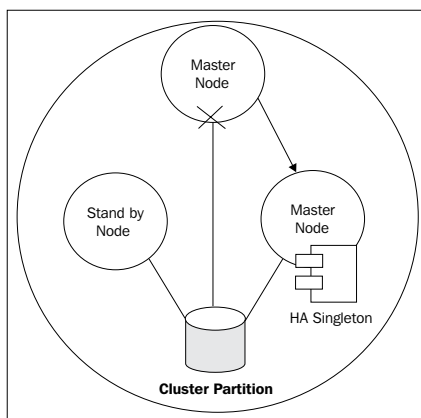 Master
Node
Stand by
Node
Master
Node
HA Singleton
Cluster Partition